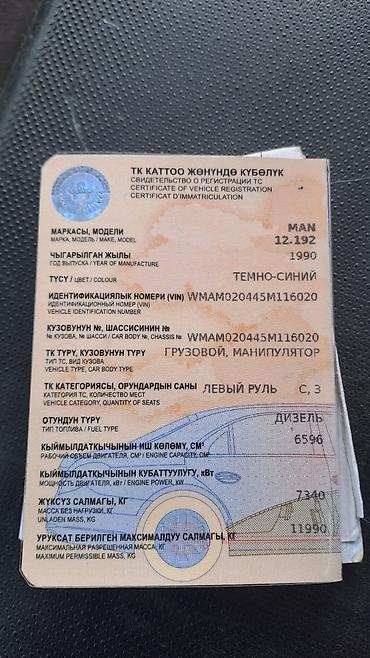 ТК КАТТОО ЖӨНҮНДӨ КҮБӨЛҮК
СВИДЕТЕЛЬСТВО О РЕГИСТРАЦИИ ТС
CERTIFICATE OF VEHICLE REGISTRATION
CERTIFICAT D'IMMATRICULATION
МАРКАСЫ, МОДЕЛИ MAN
МАРКА, МОДЕЛЬ / MAKE, MODEL 12.192
ЧЫГАРЫЛГАН ЖЫЛЫ 1990
ГОД ВЫПУСКА / YEAR OF MANUFACTURE
ТҮСҮ / ЦВЕТ / COLOUR ТЕМНО-СИНИЙ
ИДЕНТИФИКАЦИЯЛЫК НОМЕРИ (VIN) WMAM020445M116020
ИДЕНТИФИКАЦИОННЫЙ НОМЕР (VIN)
VEHICLE IDENTIFICATION NUMBER
КУЗОВУНУН №, ШАССИСИНИН № WMAM020445M116020
№ КУЗОВА, № ШАССИ / CAR BODY №, CHASSIS №
ТК ТҮРҮ, КУЗОВУНУН ТҮРҮ ГРУЗОВОЙ, МАНИПУЛЯТОР
ТИП ТС, ВИД КУЗОВА
VEHICLE TYPE, CAR BODY TYPE
ТК КАТЕГОРИЯСЫ, ОРУНДАРДЫН САНЫ ЛЕВЫЙ РУЛЬ С, 3
КАТЕГОРИЯ ТС, КОЛИЧЕСТВО МЕСТ
VEHICLE CATEGORY, QUANTITY OF SEATS
ОТУНДУН ТҮРҮ ДИЗЕЛЬ
ТИП ТОПЛИВА / FUEL TYPE
КЫЙМЫЛДАТКЫЧЫНЫН ИШ КӨЛӨМҮ, СМ³ 6596
РАБОЧИЙ ОБЪЕМ ДВИГАТЕЛЯ, СМ³ / ENGINE CAPACITY, CM³
КЫЙМЫЛДАТКЫЧЫНЫН КУБАТТУУЛУГУ, кВт
МОЩНОСТЬ ДВИГАТЕЛЯ, кВт / ENGINE POWER, kW
ЖҮКСҮЗ САЛМАГЫ, КГ 7340
МАССА БЕЗ НАГРУЗКИ, КГ
UNLADEN MASS, KG
УРУКСАТ БЕРИЛГЕН МАКСИМАЛДУУ САЛМАГЫ, КГ 11990
МАКСИМАЛЬНАЯ РАЗРЕШЕННАЯ МАССА, КГ
MAXIMUM PERMISSIBLE MASS, KG